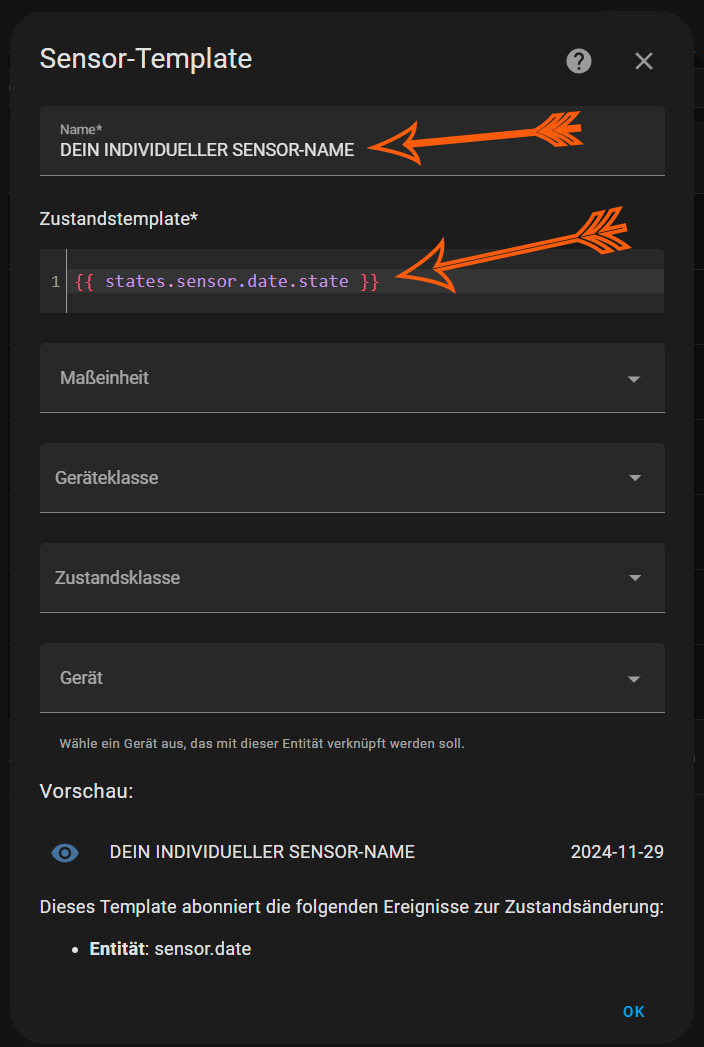 Sensor-Template
Name*
DEIN INDIVIDUELLER SENSOR-NAME
Zustandstemplate*
1 {{ states.sensor.date.state }}
Maßeinheit
Geräteklasse
Zustandsklasse
Gerät
Wähle ein Gerät aus, das mit dieser Entität verknüpft werden soll.
Vorschau:
DEIN INDIVIDUELLER SENSOR-NAME 2024-11-29
Dieses Template abonniert die folgenden Ereignisse zur Zustandsänderung:
• Entität: sensor.date
OK